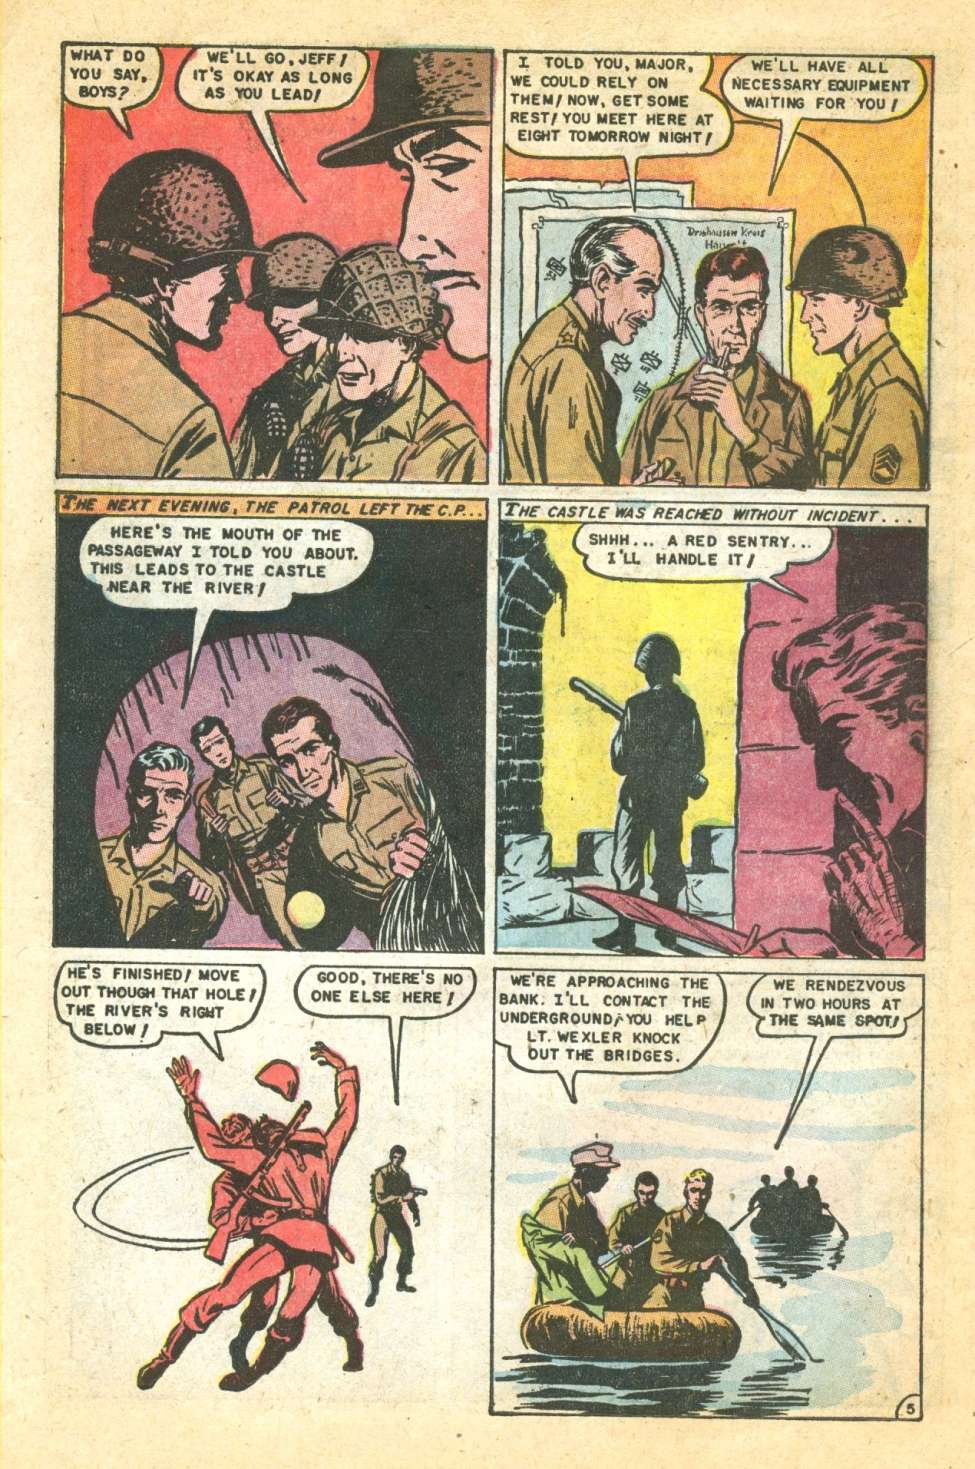 WHAT DO
YOU SAY,
BOYS?
WE'LL GO, JEFF!
IT'S OKAY AS LONG
AS YOU LEAD!
I TOLD YOU, MAJOR,
WE COULD RELY ON
THEM! NOW, GET SOME
REST! YOU MEET HERE AT
EIGHT TOMORROW NIGHT!
WE'LL HAVE ALL
NECESSARY EQUIPMENT
WAITING FOR YOU!
Kreis
THE NEXT EVENING, THE PATROL LEFT THE C.P...
HERE'S THE MOUTH OF THE
PASSAGEWAY I TOLD YOU ABOUT.
THIS LEADS TO THE CASTLE
NEAR THE RIVER!
THE CASTLE WAS REACHED WITHOUT INCIDENT...
SHHH... A RED SENTRY...
I'LL HANDLE IT!
HE'S FINISHED! MOVE
OUT THOUGH THAT HOLE!
THE RIVER'S RIGHT
BELOW!
GOOD, THERE'S NO
ONE ELSE HERE!
WE'RE APPROACHING THE
BANK. I'LL CONTACT THE
UNDERGROUND, YOU HELP
LT. WEXLER KNOCK
OUT THE BRIDGES.
WE RENDEZVOUS
IN TWO HOURS AT
THE SAME SPOT!
5